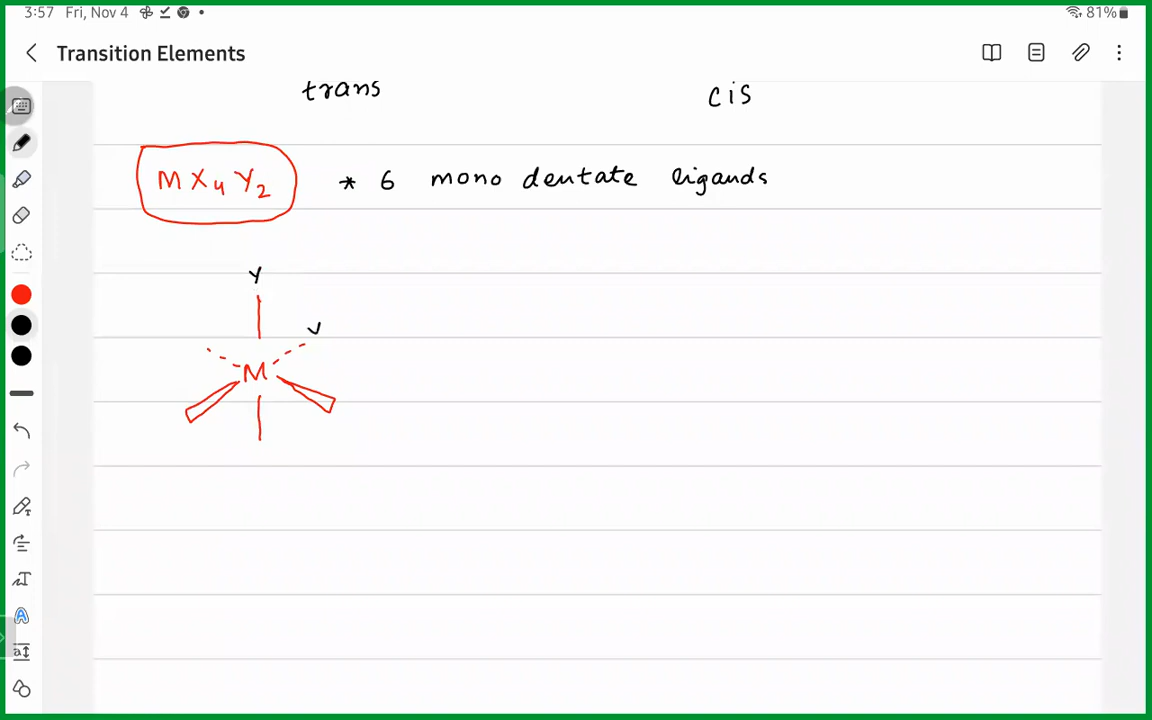 3:57 Fri, Nov 4 81%
Transition Elements
trans cis
MX₄Y₂ * 6 mono dentate ligands
Y
M